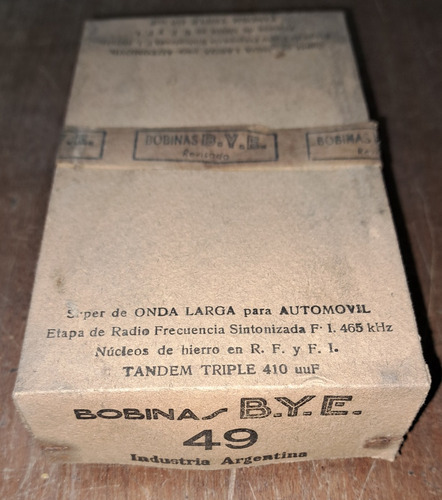 BOBINAS B.Y.E.
Revisado
BOBINAS
Super de ONDA LARGA para AUTOMOVIL
Etapa de Radio Frecuencia Sintonizada F. I. 465 kHz
Núcleos de hierro en R. F. y F. I.
TANDEM TRIPLE 410 uuF
BOBINAS B.Y.E.
49
Industria Argentina